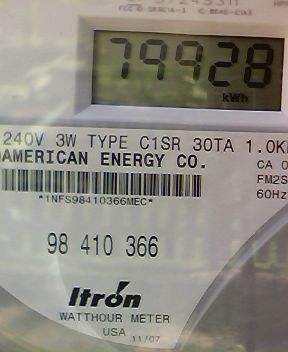 79928
kWh
240V 3W TYPE C1SR 30TA 1.0K
AMERICAN ENERGY CO.
CA 0
FM2S
60Hz
*1NFS98410366MEC*
98 410 366
Itrón
WATTHOUR METER
USA 11/07